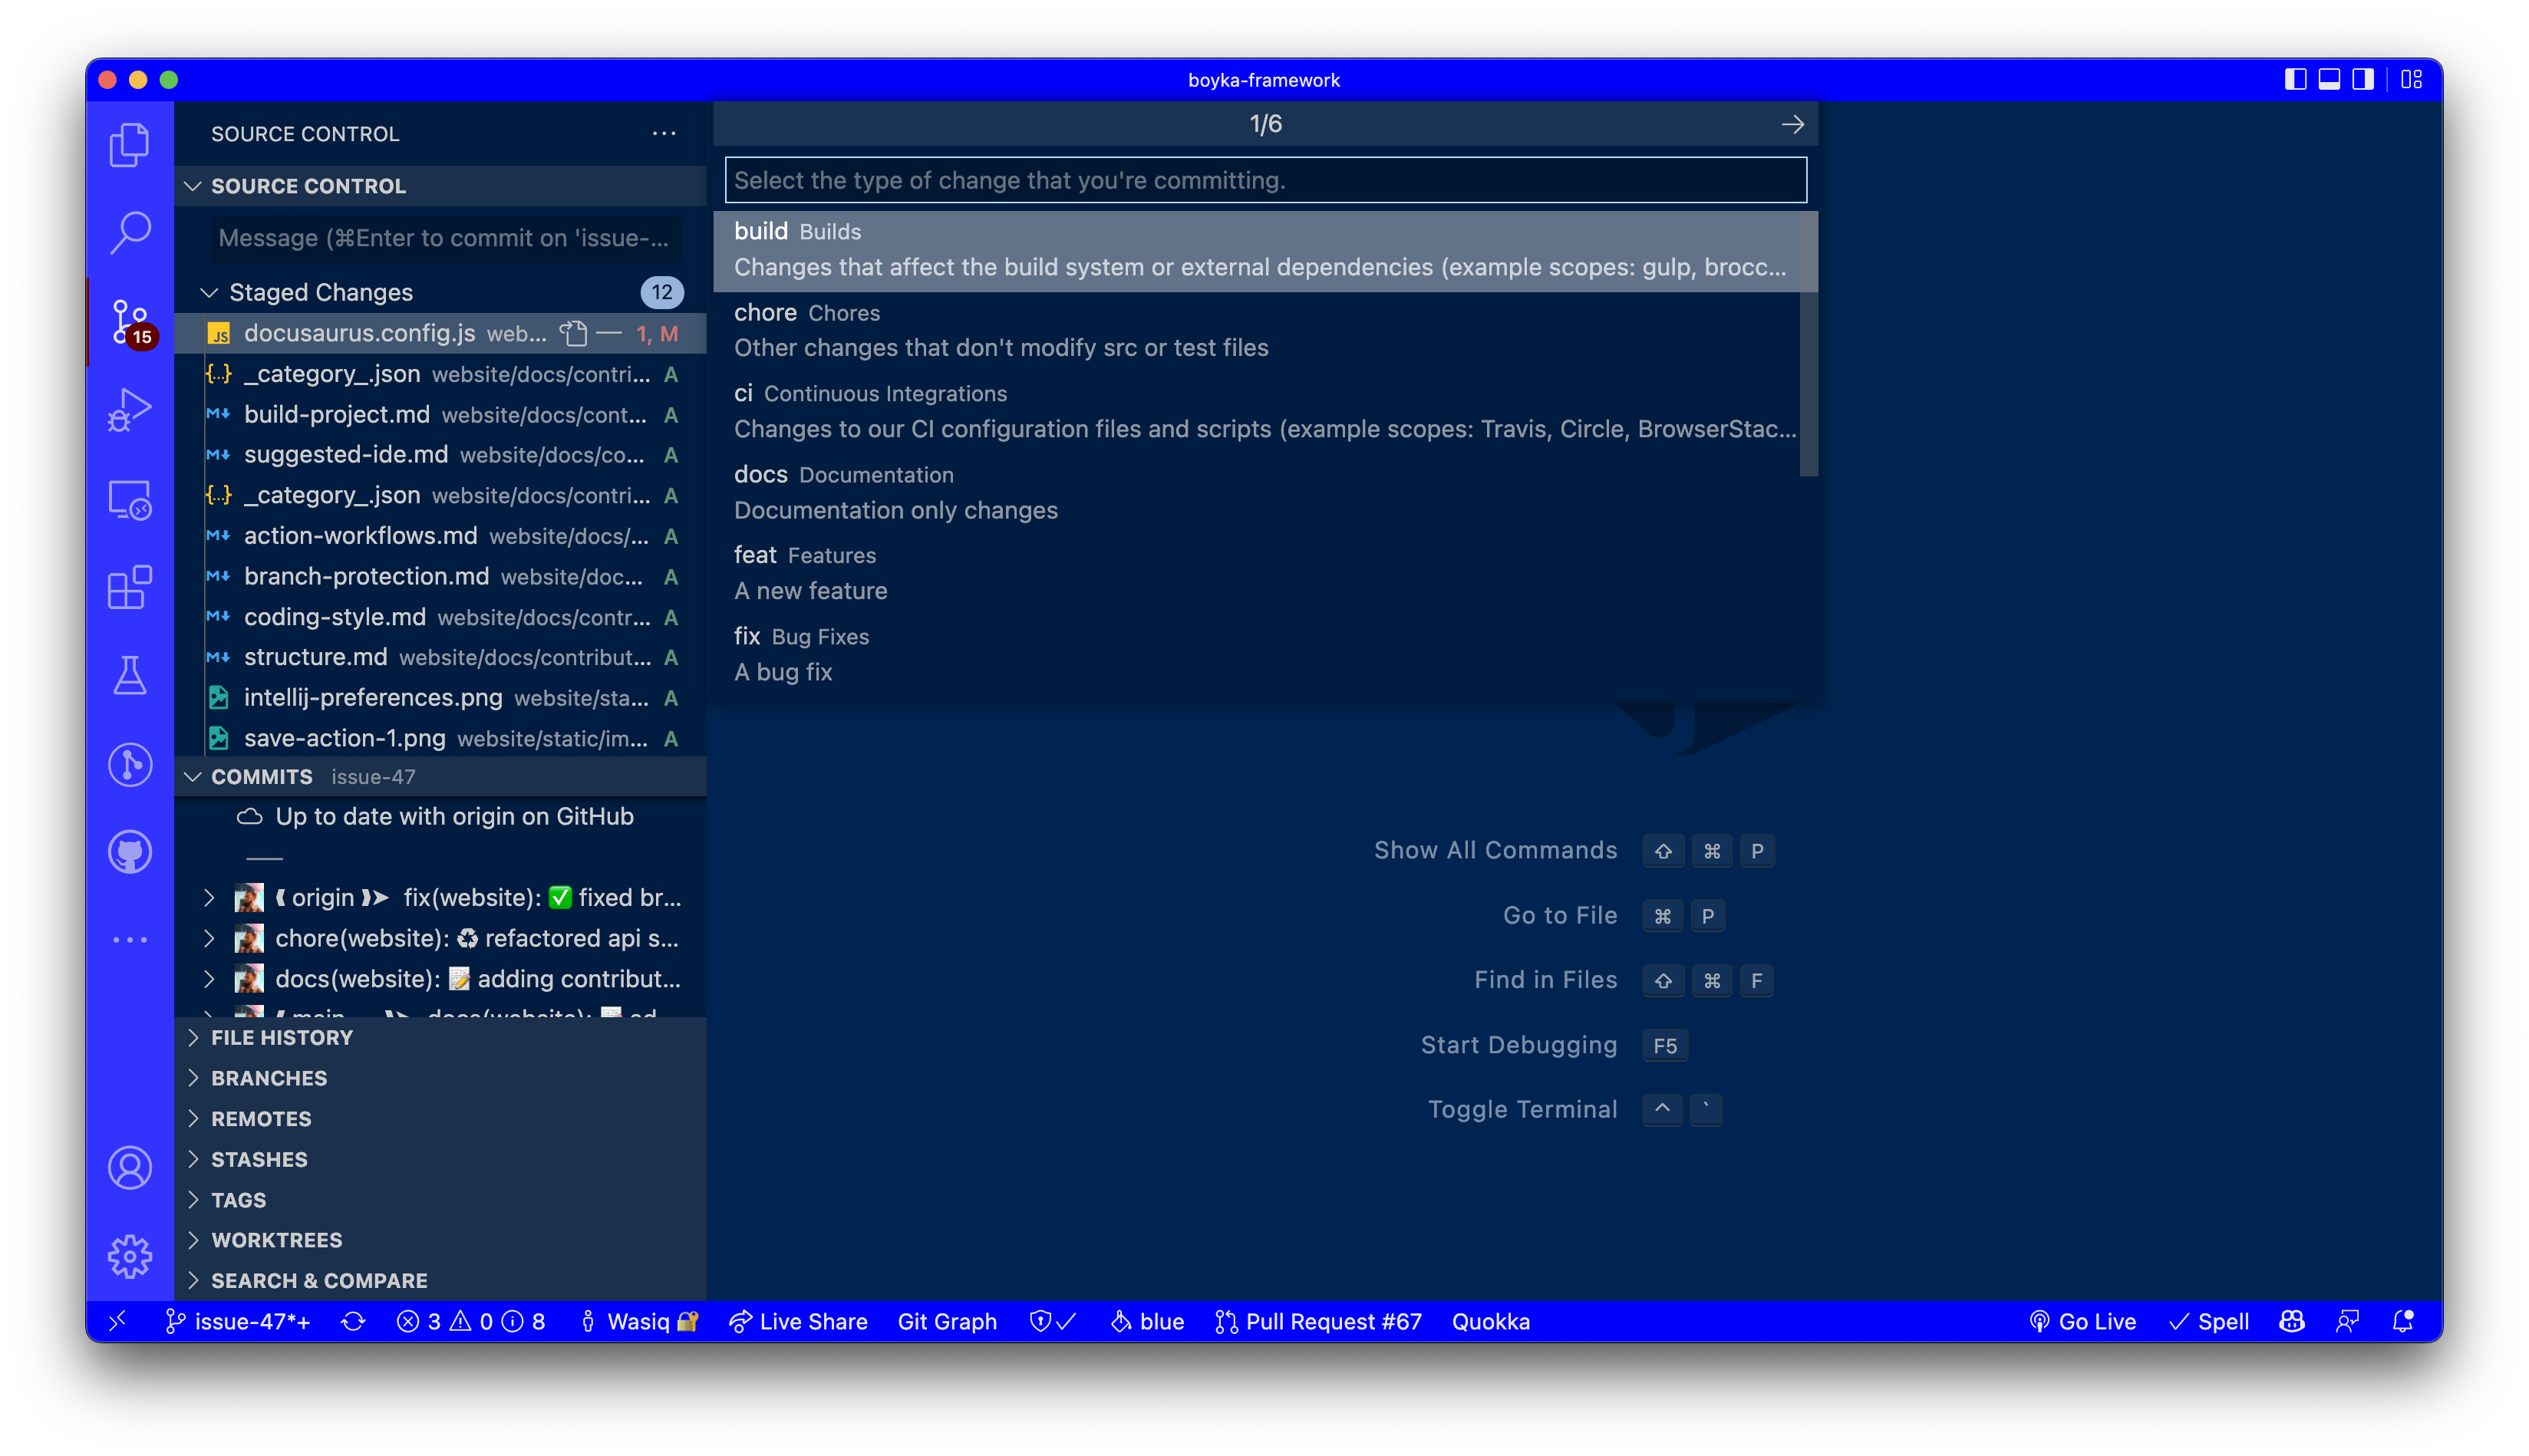 boyka-framework
SOURCE CONTROL
SOURCE CONTROL
Message (⌘Enter to commit on 'issue-...
Staged Changes 12
15
JS docusaurus.config.js web... 1, M
{..} _category_.json website/docs/contri... A
M↓ build-project.md website/docs/cont... A
M↓ suggested-ide.md website/docs/co... A
{..} _category_.json website/docs/contri... A
M↓ action-workflows.md website/docs/... A
M↓ branch-protection.md website/doc... A
M↓ coding-style.md website/docs/contr... A
M↓ structure.md website/docs/contribut... A
intellij-preferences.png website/sta... A
save-action-1.png website/static/im... A
COMMITS issue-47
Up to date with origin on GitHub
⟪ origin ⟫➤ fix(website): ✅ fixed br...
chore(website): ♻ refactored api s...
docs(website): 📝 adding contribut...
FILE HISTORY
BRANCHES
REMOTES
STASHES
TAGS
WORKTREES
SEARCH & COMPARE
1/6
Select the type of change that you're committing.
build Builds
Changes that affect the build system or external dependencies (example scopes: gulp, brocc...
chore Chores
Other changes that don't modify src or test files
ci Continuous Integrations
Changes to our CI configuration files and scripts (example scopes: Travis, Circle, BrowserStac...
docs Documentation
Documentation only changes
feat Features
A new feature
fix Bug Fixes
A bug fix
Show All Commands ⇧ ⌘ P
Go to File ⌘ P
Find in Files ⇧ ⌘ F
Start Debugging F5
Toggle Terminal ^ `
issue-47*+ 3 0 8 Wasiq 🔐 Live Share Git Graph blue Pull Request #67 Quokka Go Live Spell